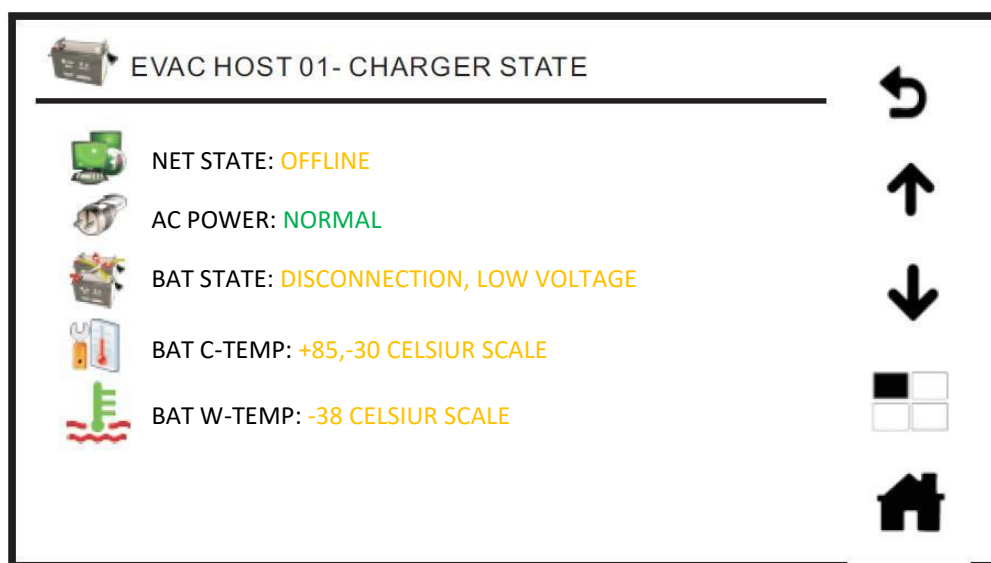 EVAC HOST 01- CHARGER STATE
NET STATE: OFFLINE
AC POWER: NORMAL
BAT STATE: DISCONNECTION, LOW VOLTAGE
BAT C-TEMP: +85,-30 CELSIUR SCALE
BAT W-TEMP: -38 CELSIUR SCALE